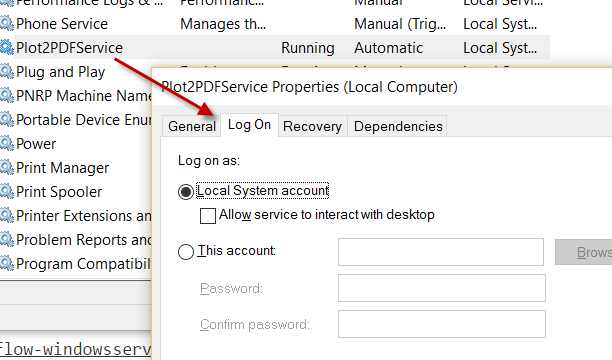 Performance Logs & ... Performanc... Manual Local Serv...
Phone Service Manages th... Manual (Trig... Local Syst...
Plot2PDFService Running Automatic Local Syst...
Plug and Play
Plot2PDFService Properties (Local Computer)
PNRP Machine Name
Portable Device Enu
Power
Print Manager
Print Spooler
Printer Extensions an
Problem Reports and
Program Compatibil
General Log On Recovery Dependencies
Log on as:
Local System account
Allow service to interact with desktop
This account: Brows
Password:
Confirm password:
flow-windowsserv